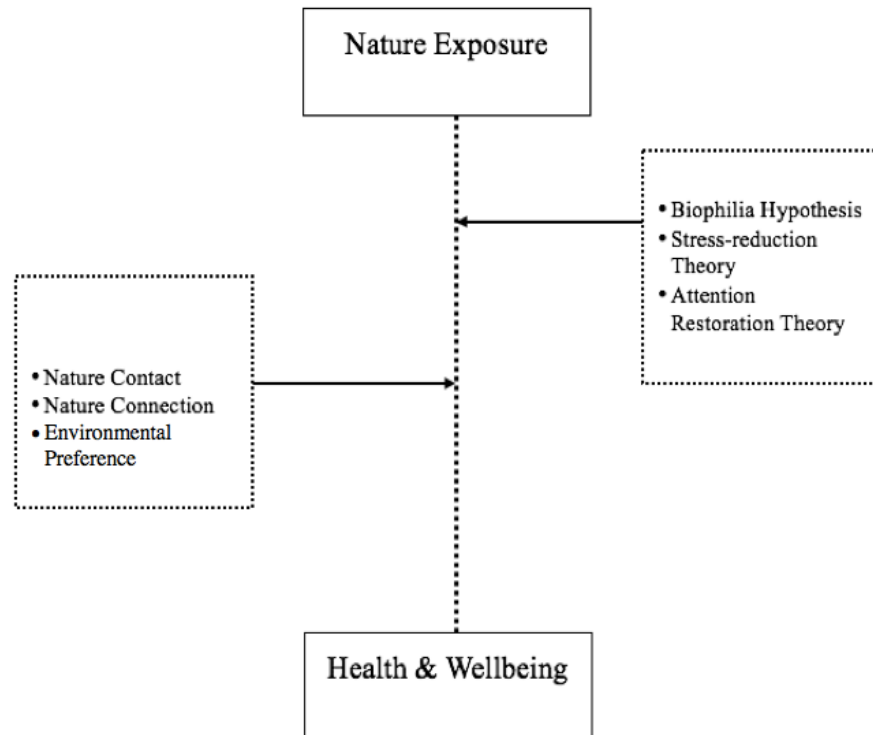 Nature Exposure
• Biophilia Hypothesis
• Stress-reduction
Theory
• Attention
Restoration Theory
• Nature Contact
• Nature Connection
• Environmental
Preference
Health & Wellbeing